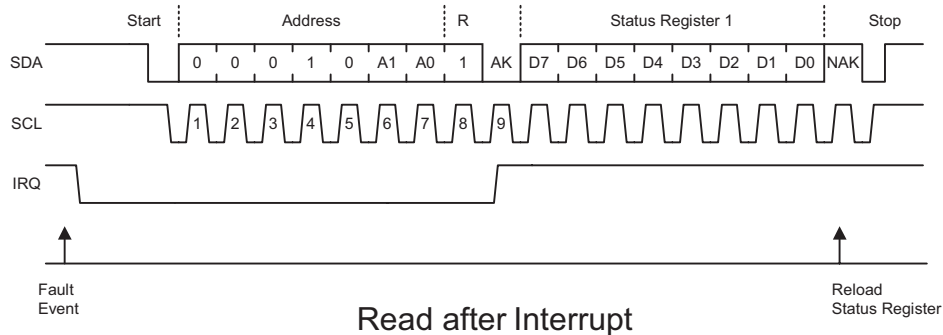 Start Address R Status Register 1 Stop
SDA 0 0 0 1 0 A1 A0 1 AK D7 D6 D5 D4 D3 D2 D1 D0 NAK
SCL 1 2 3 4 5 6 7 8 9
IRQ
Fault Reload
Event Status Register
Read after Interrupt